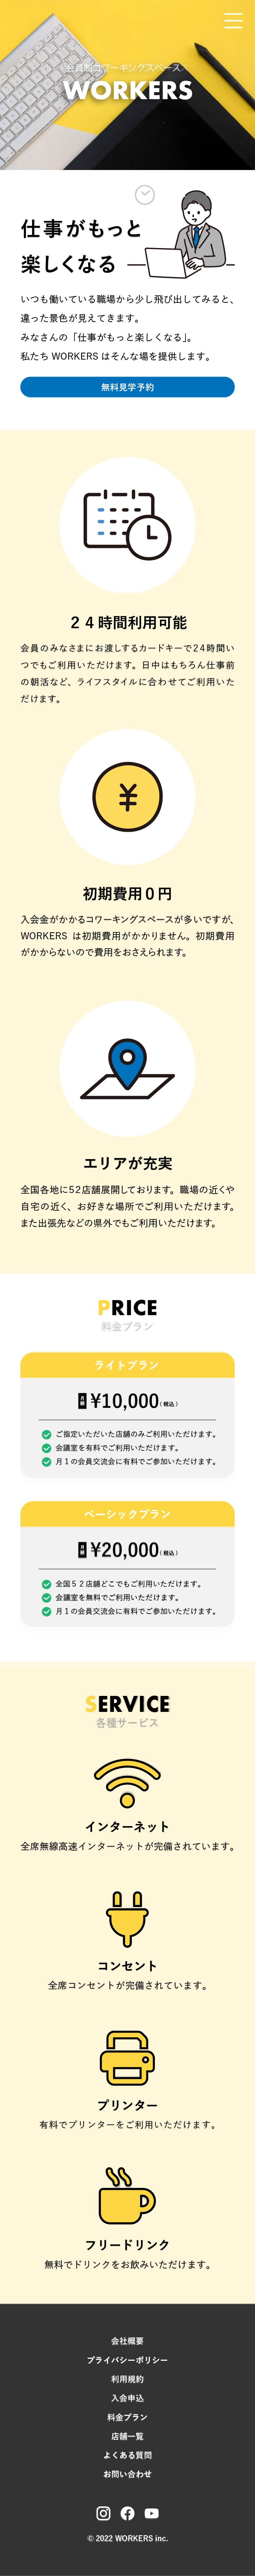 会員制コワーキングスペース
WORKERS
仕事がもっと
楽しくなる
いつも働いている職場から少し飛び出してみると、
違った景色が見えてきます。
みなさんの「仕事がもっと楽しくなる」。
私たち WORKERS はそんな場を提供します。
無料見学予約
２４時間利用可能
会員のみなさまにお渡しするカードキーで24時間い
つでもご利用いただけます。日中はもちろん仕事前
の朝活など、ライフスタイルに合わせてご利用いた
だけます。
¥
初期費用０円
入会金がかかるコワーキングスペースが多いですが、
WORKERS は初期費用がかかりません。初期費用
がかからないので費用をおさえられます。
エリアが充実
全国各地に52店舗展開しております。職場の近くや
自宅の近く、お好きな場所でご利用いただけます。
また出張先などの県外でもご利用いただけます。
PRICE
料金プラン
ライトプラン
月額 ¥10,000（税込）
ご指定いただいた店舗のみご利用いただけます。
会議室を有料でご利用いただけます。
月１の会員交流会に有料でご参加いただけます。
ベーシックプラン
月額 ¥20,000（税込）
全国５２店舗どこでもご利用いただけます。
会議室を無料でご利用いただけます。
月１の会員交流会に有料でご参加いただけます。
SERVICE
各種サービス
インターネット
全席無線高速インターネットが完備されています。
コンセント
全席コンセントが完備されています。
プリンター
有料でプリンターをご利用いただけます。
フリードリンク
無料でドリンクをお飲みいただけます。
会社概要
プライバシーポリシー
利用規約
入会申込
料金プラン
店舗一覧
よくある質問
お問い合わせ
© 2022 WORKERS inc.